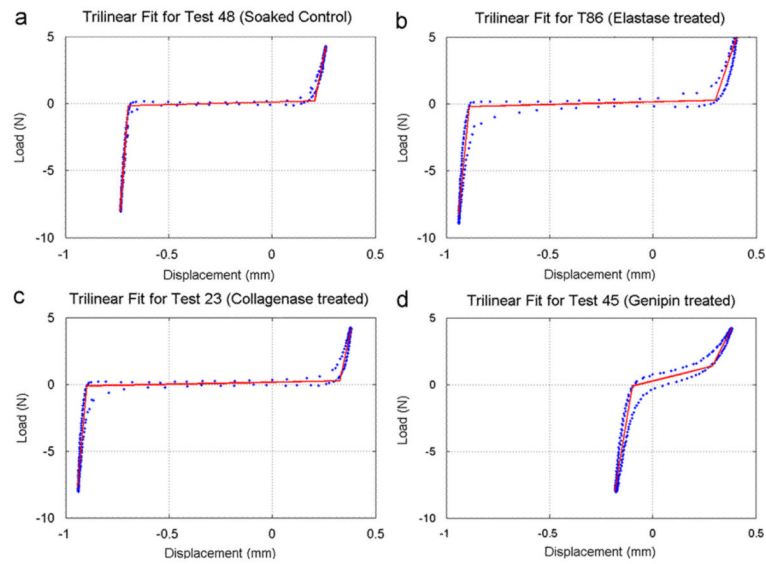 a
Trilinear Fit for Test 48 (Soaked Control)
5
0
-5
-10
Load (N)
-1 -0.5 0 0.5
Displacement (mm)
b
Trilinear Fit for T86 (Elastase treated)
5
0
-5
-10
Load (N)
-1 -0.5 0 0.5
Displacement (mm)
c
Trilinear Fit for Test 23 (Collagenase treated)
5
0
-5
-10
Load (N)
-1 -0.5 0 0.5
Displacement (mm)
d
Trilinear Fit for Test 45 (Genipin treated)
5
0
-5
-10
Load (N)
-1 -0.5 0 0.5
Displacement (mm)